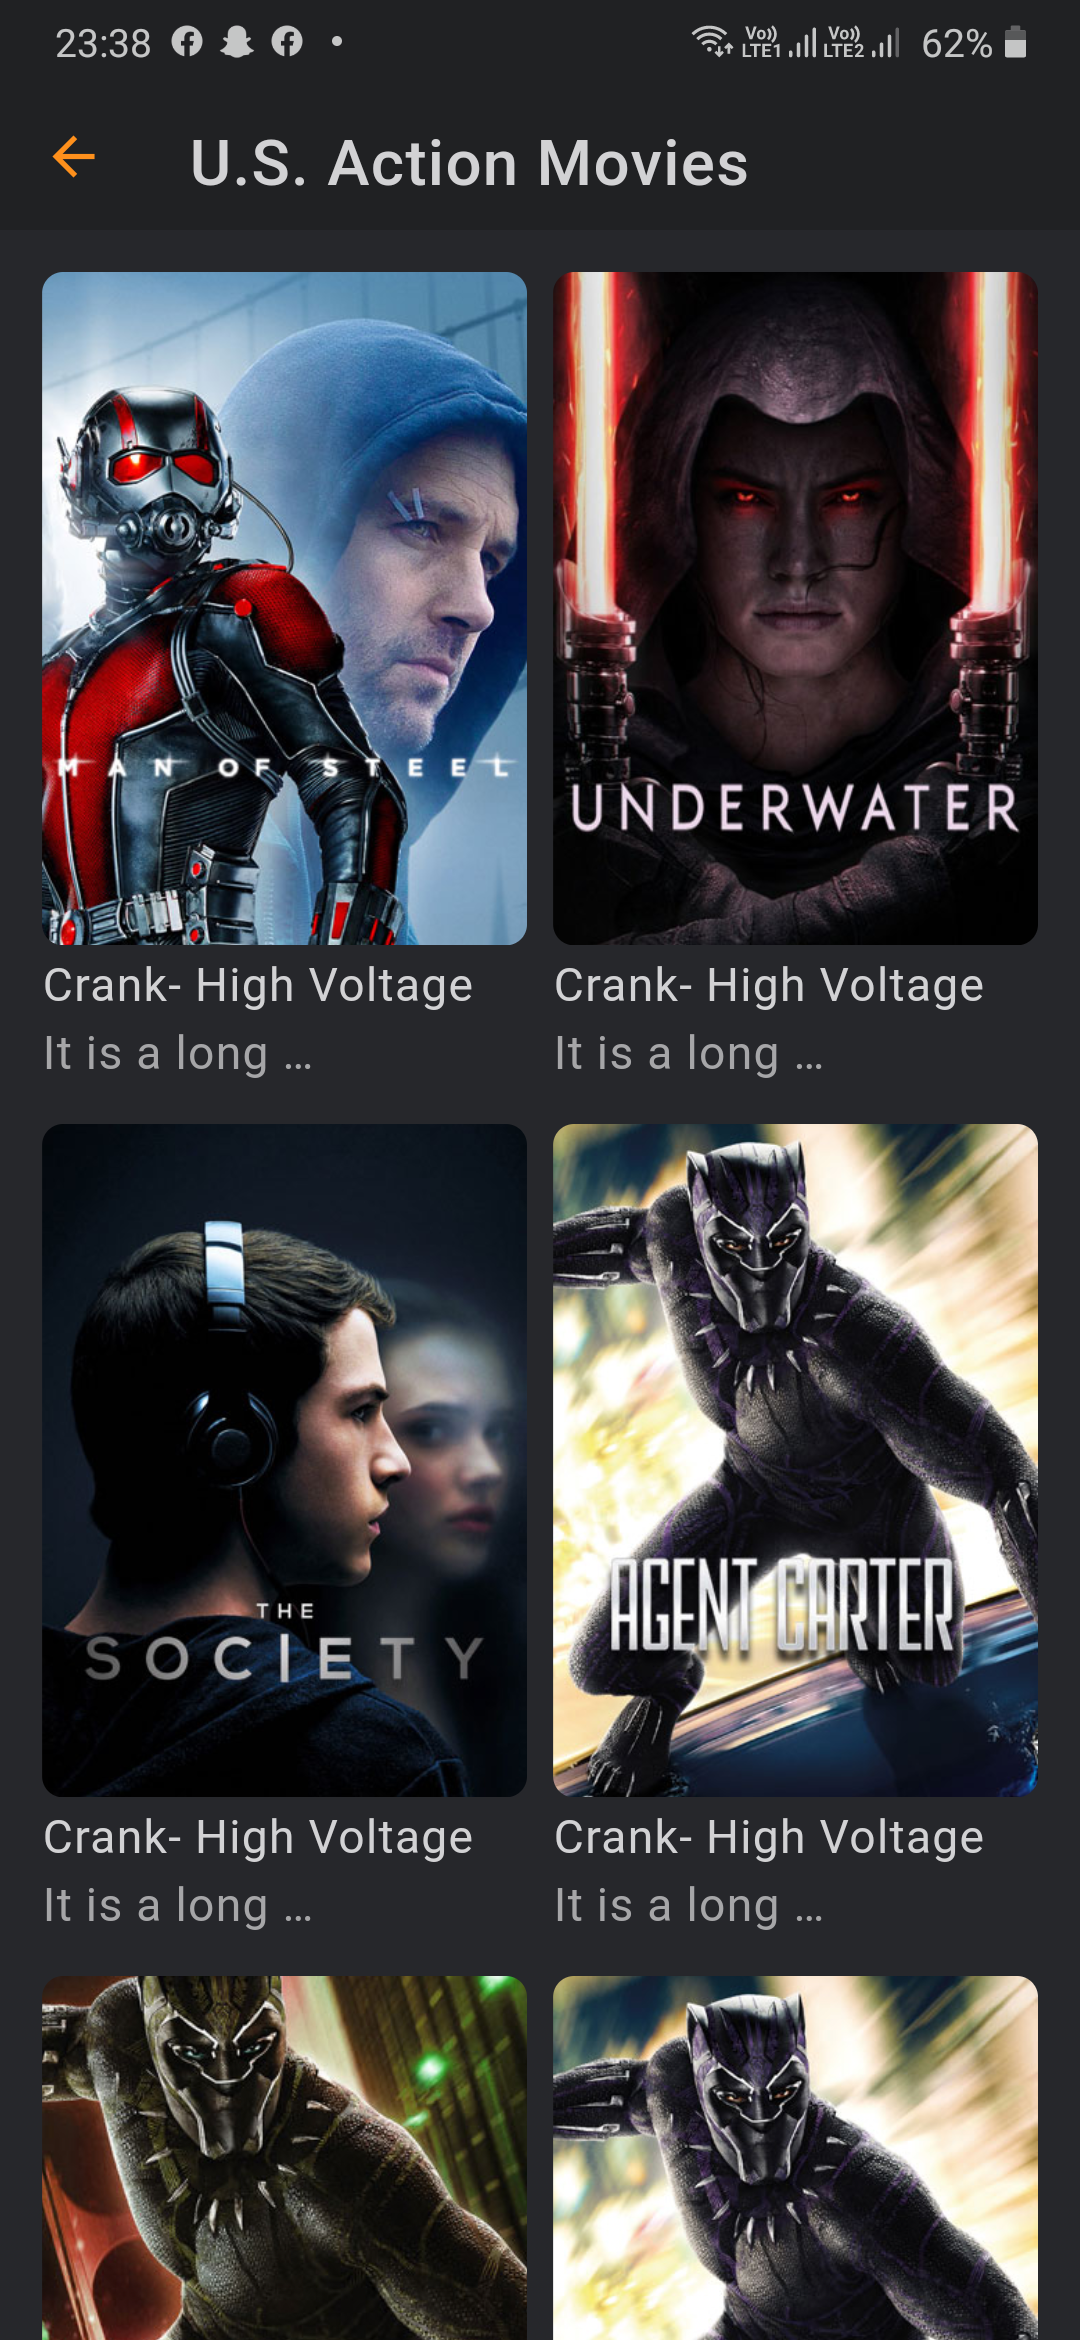 23:38 Vo)) LTE1 Vo)) LTE2 62%
U.S. Action Movies
MAN OF STEEL
UNDERWATER
Crank- High Voltage
Crank- High Voltage
It is a long ...
It is a long ...
THE
SOCIETY
AGENT CARTER
Crank- High Voltage
Crank- High Voltage
It is a long ...
It is a long ...